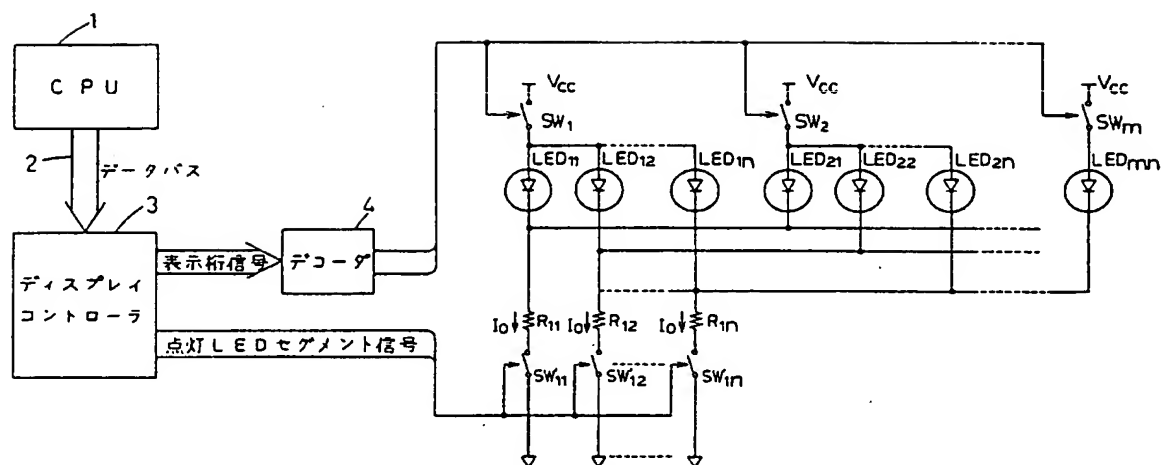 1
CPU
2
データバス
3
ディスプレイ
コントローラ
表示桁信号
4
デコーダ
点灯LEDセグメント信号
VCC
SW1
VCC
SW2
VCC
SWm
LED11
LED12
LED1n
LED21
LED22
LED2n
LEDmn
I0
R11
I0
R12
I0
R1n
SW11
SW12
SW1n